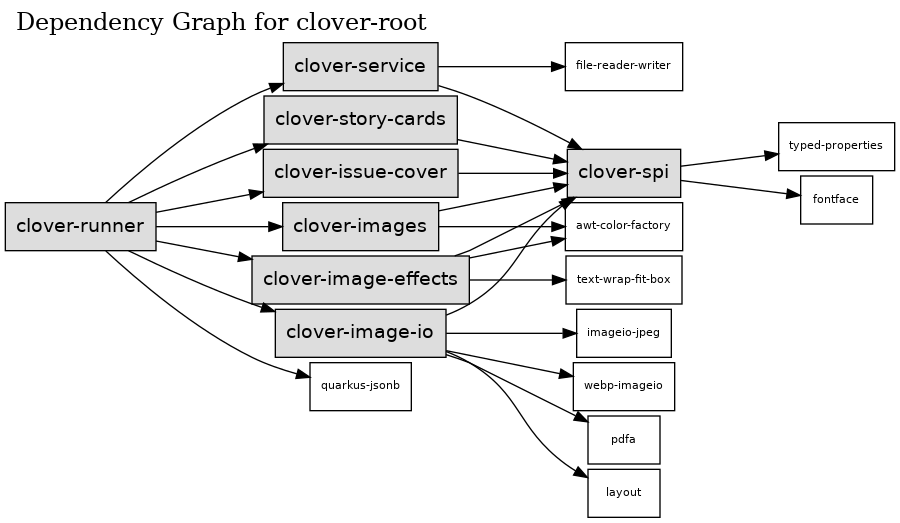 Dependency Graph for clover-root
clover-runner
clover-service
clover-story-cards
clover-issue-cover
clover-images
clover-image-effects
clover-image-io
quarkus-jsonb
file-reader-writer
clover-spi
awt-color-factory
text-wrap-fit-box
imageio-jpeg
webp-imageio
pdfa
layout
typed-properties
fontface